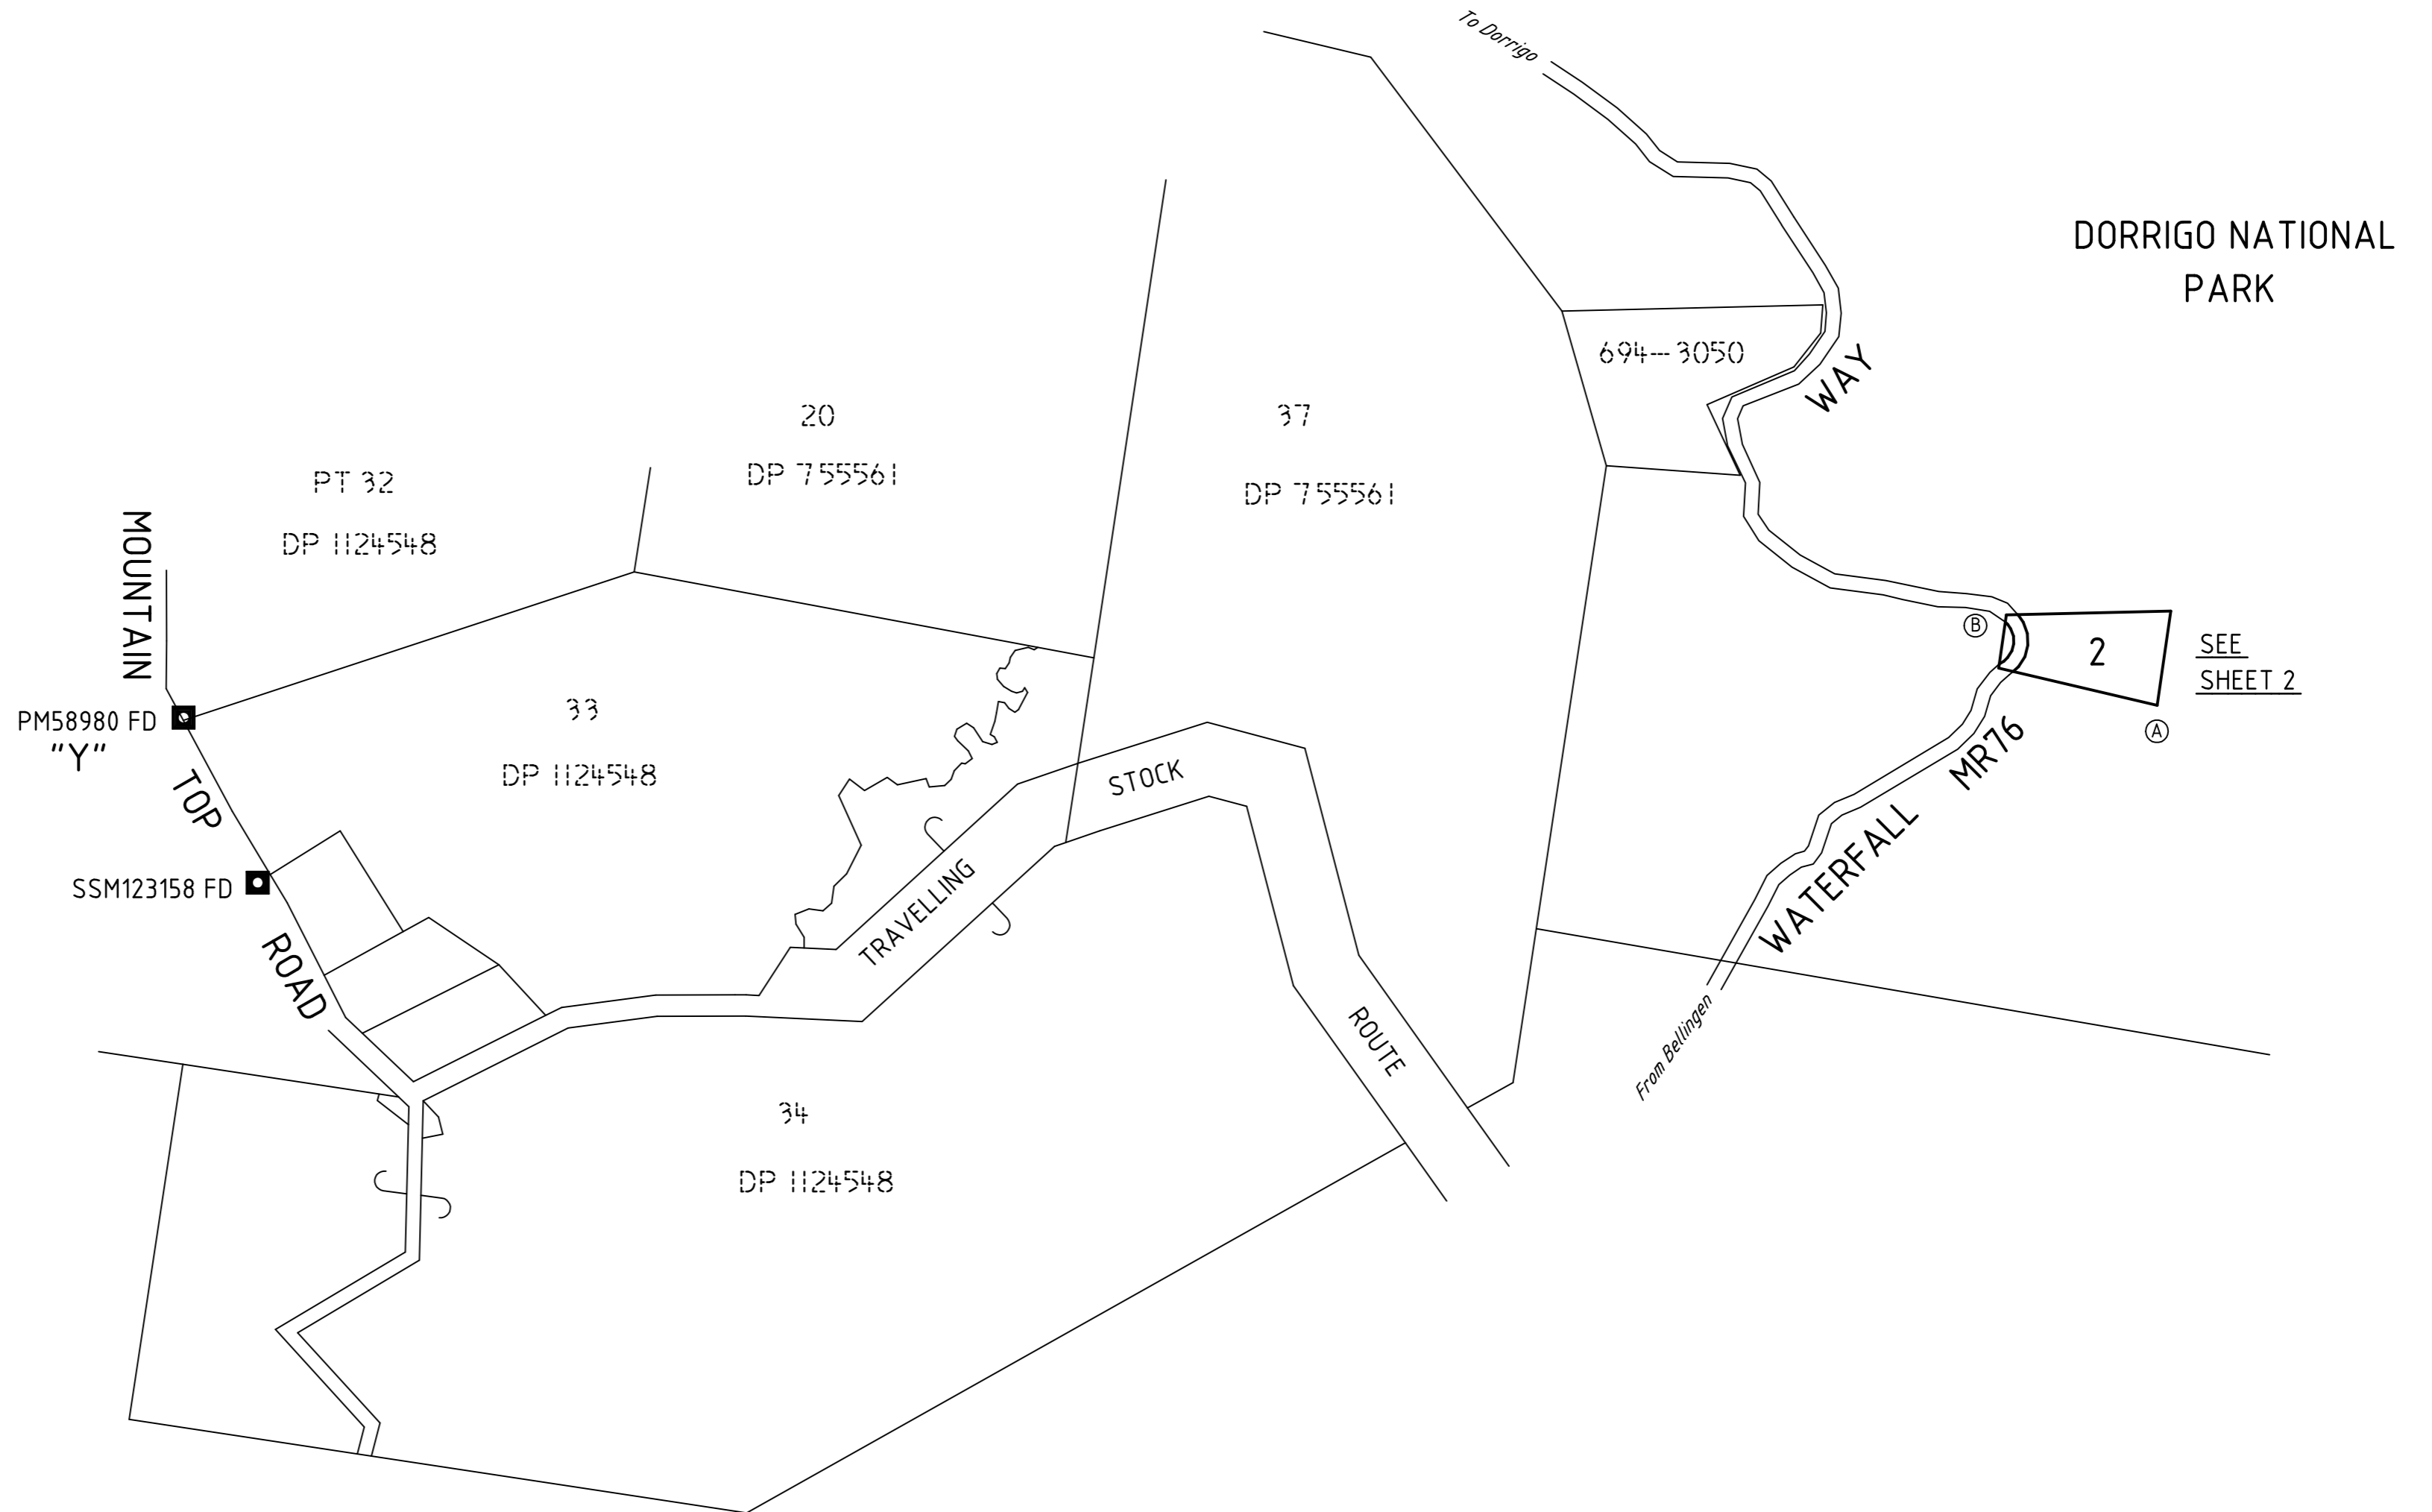 To Dorrigo
DORRIGO NATIONAL
PARK
694-3050
WAY
20
DP 755561
37
DP 755561
PT 32
DP 1124548
MOUNTAIN
B
2
SEE
SHEET 2
A
PM58980 FD
"Y"
33
DP 1124548
TOP
STOCK
MR76
WATERFALL
SSM123158 FD
TRAVELLING
ROAD
ROUTE
From Bellingen
34
DP 1124548